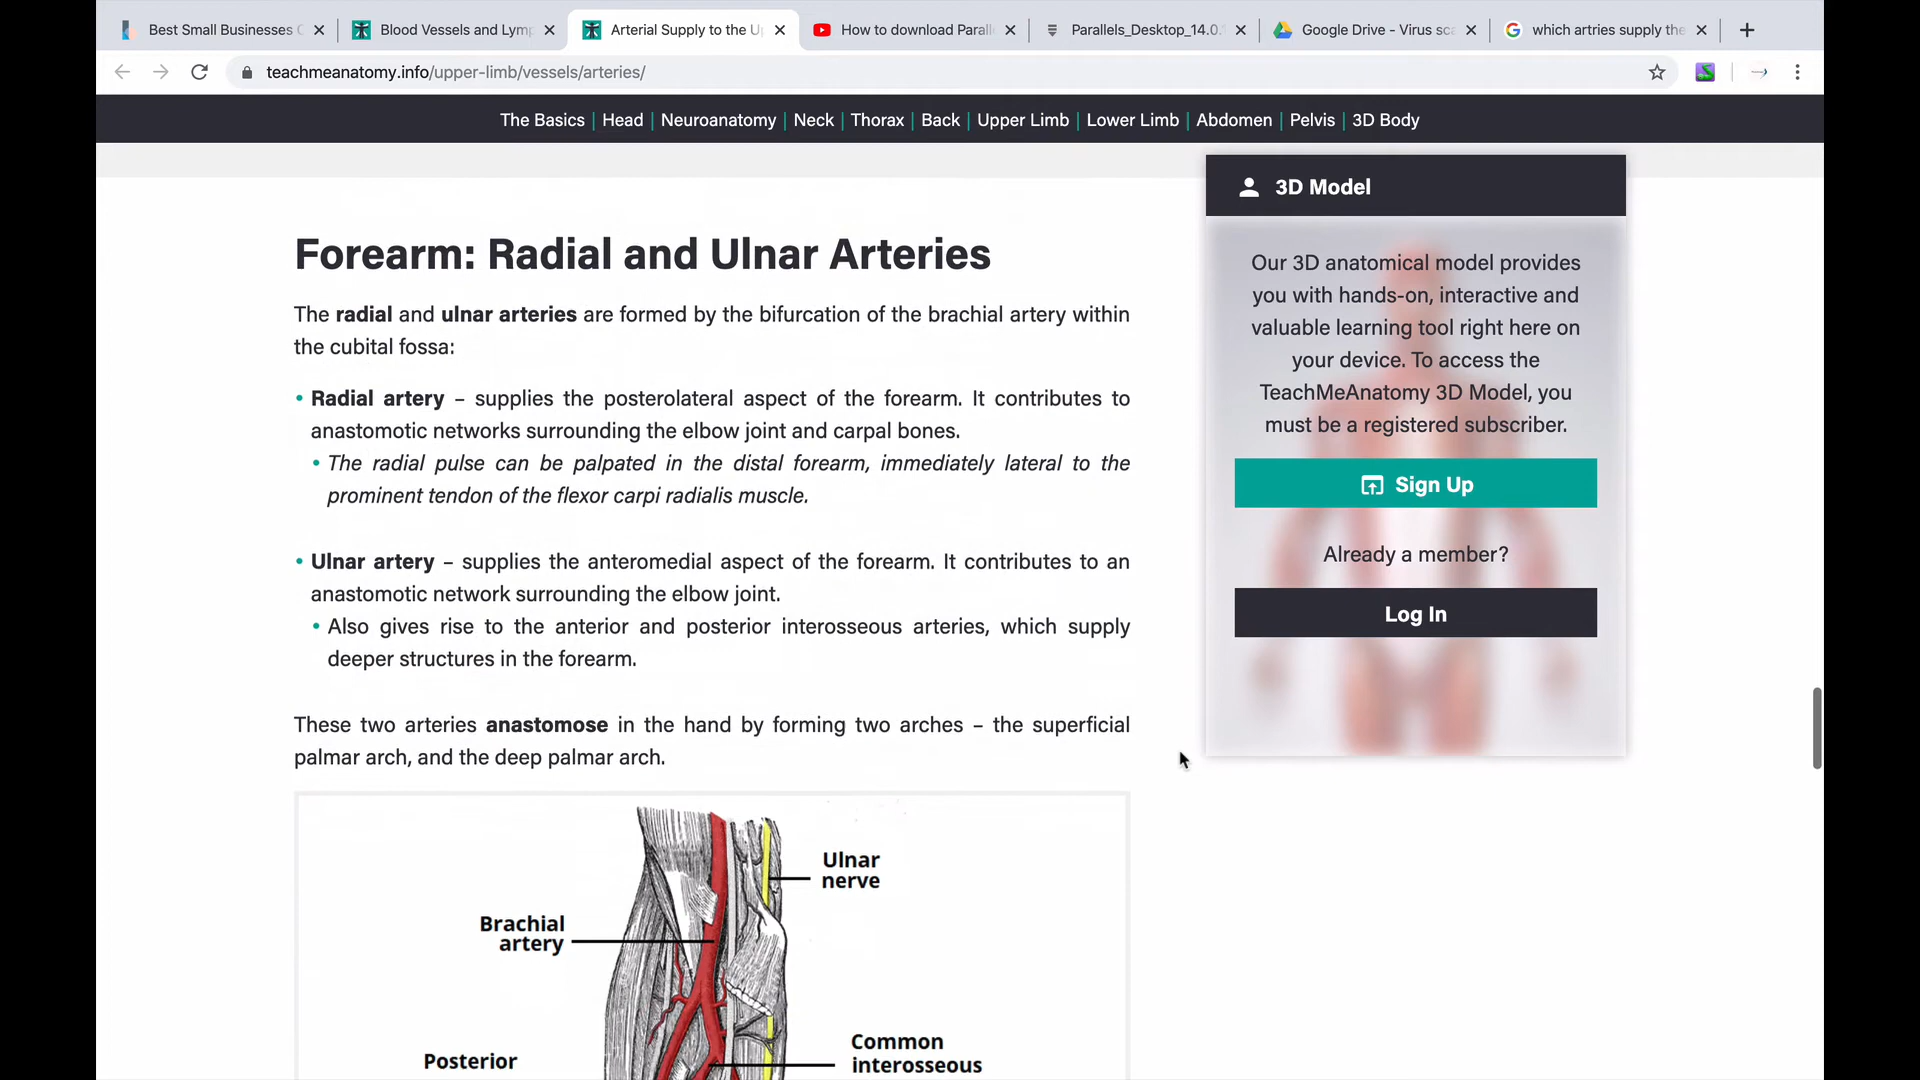 Best Small Businesses
Blood Vessels and Lymp
Arterial Supply to the U
How to download Parall
Parallels_Desktop_14.0.
Google Drive - Virus sca
which artries supply the
teachmeanatomy.info/upper-limb/vessels/arteries/
The Basics | Head | Neuroanatomy | Neck | Thorax | Back | Upper Limb | Lower Limb | Abdomen | Pelvis | 3D Body
Forearm: Radial and Ulnar Arteries
The radial and ulnar arteries are formed by the bifurcation of the brachial artery within
the cubital fossa:
• Radial artery – supplies the posterolateral aspect of the forearm. It contributes to
anastomotic networks surrounding the elbow joint and carpal bones.
• The radial pulse can be palpated in the distal forearm, immediately lateral to the
prominent tendon of the flexor carpi radialis muscle.
• Ulnar artery – supplies the anteromedial aspect of the forearm. It contributes to an
anastomotic network surrounding the elbow joint.
• Also gives rise to the anterior and posterior interosseous arteries, which supply
deeper structures in the forearm.
These two arteries anastomose in the hand by forming two arches – the superficial
palmar arch, and the deep palmar arch.
Ulnar
nerve
Brachial
artery
Common
interosseous
Posterior
3D Model
Our 3D anatomical model provides
you with hands-on, interactive and
valuable learning tool right here on
your device. To access the
TeachMeAnatomy 3D Model, you
must be a registered subscriber.
Sign Up
Already a member?
Log In